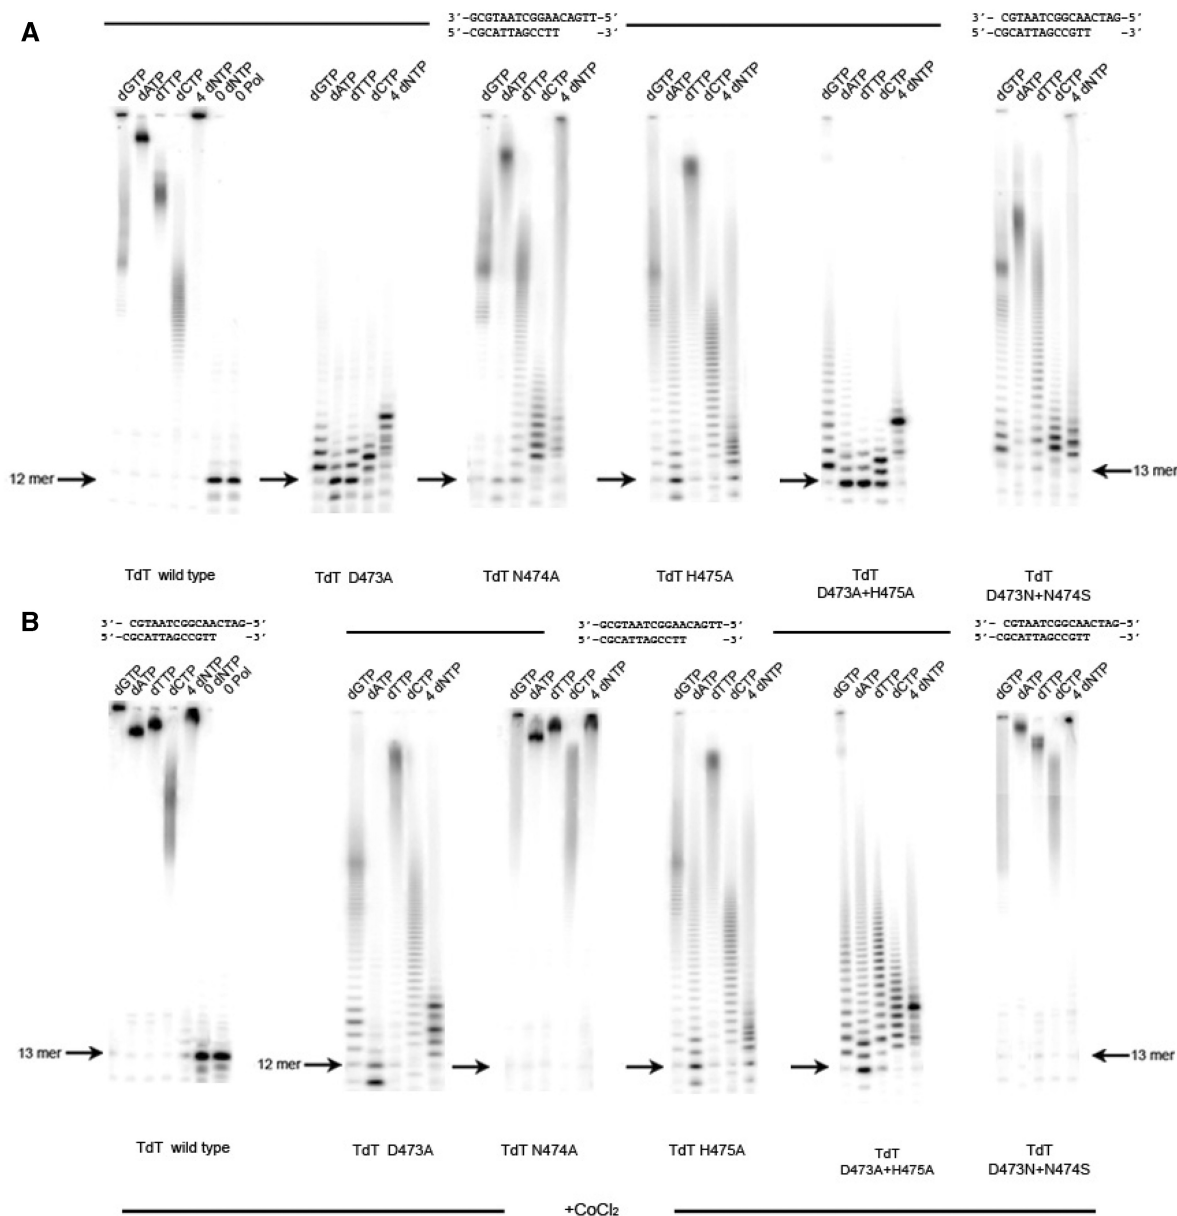 A
3′-GCGTAATCGGAACAGTT-5′
5′-CGCATTAGCCTT -3′
3′- CGTAATCGGCAACTAG-5′
5′-CGCATTAGCCGTT -3′
dGTP dATP dTTP dCTP 4 dNTP 0 dNTP 0 Pol
dGTP dATP dTTP dCTP 4 dNTP
dGTP dATP dTTP dCTP 4 dNTP
dGTP dATP dTTP dCTP 4 dNTP
dGTP dATP dTTP dCTP 4 dNTP
dGTP dATP dTTP dCTP 4 dNTP
12 mer
13 mer
TdT wild type
TdT D473A
TdT N474A
TdT H475A
TdT
D473A+H475A
TdT
D473N+N474S
B
3′- CGTAATCGGCAACTAG-5′
5′-CGCATTAGCCGTT -3′
3′-GCGTAATCGGAACAGTT-5′
5′-CGCATTAGCCTT -3′
3′- CGTAATCGGCAACTAG-5′
5′-CGCATTAGCCGTT -3′
dGTP dATP dTTP dCTP 4 dNTP 0 dNTP 0 Pol
dGTP dATP dTTP dCTP 4 dNTP
dGTP dATP dTTP dCTP 4 dNTP
dGTP dATP dTTP dCTP 4 dNTP
dGTP dATP dTTP dCTP 4 dNTP
dGTP dATP dTTP dCTP 4 dNTP
13 mer
12 mer
13 mer
TdT wild type
TdT D473A
TdT N474A
TdT H475A
TdT
D473A+H475A
TdT
D473N+N474S
+CoCl₂